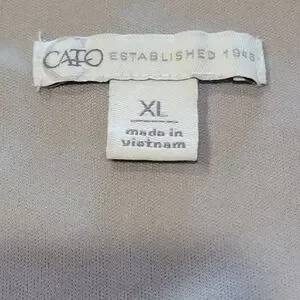 CATO ESTABLISHED 1946
XL
made in
vietnam